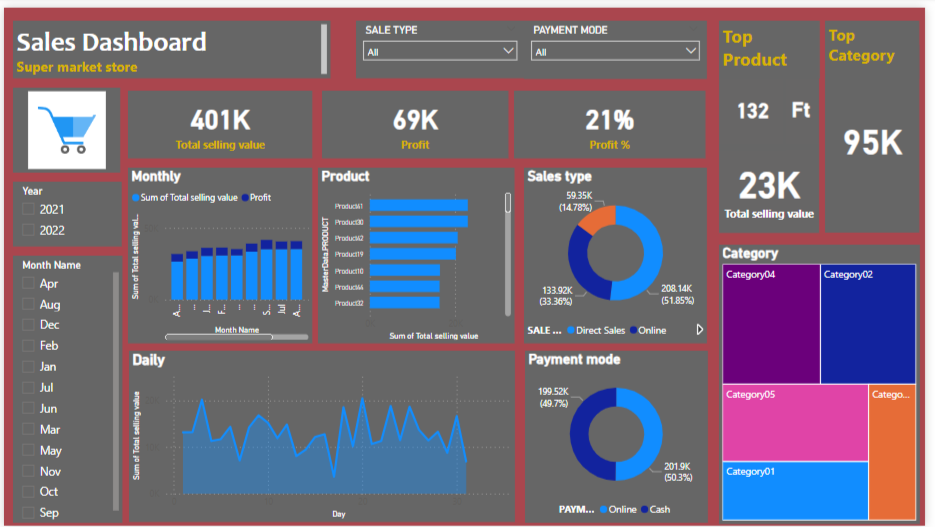 Sales Dashboard
Super market store
SALE TYPE
All
PAYMENT MODE
All
Top
Product
132 Ft
23K
Total selling value
Top
Category
95K
401K
Total selling value
69K
Profit
21%
Profit %
Year
2021
2022
Month Name
Apr
Aug
Dec
Feb
Jan
Jul
Jun
Mar
May
Nov
Oct
Sep
Monthly
Sum of Total selling value
Profit
Sum of Total selling val...
A...
...
J...
F...
...
...
S...
Jul
A...
Month Name
Product
MasterData.PRODUCT
Product41
Product30
Product42
Product19
Product10
Product44
Product32
Sum of Total selling value
Sales type
59.35K
(14.78%)
133.92K
(33.36%)
208.14K
(51.85%)
SALE ...
Direct Sales
Online
Daily
Sum of Total selling value
Day
Payment mode
199.52K
(49.7%)
201.9K
(50.3%)
PAYM...
Online
Cash
Category
Category04
Category02
Category05
Catego...
Category01